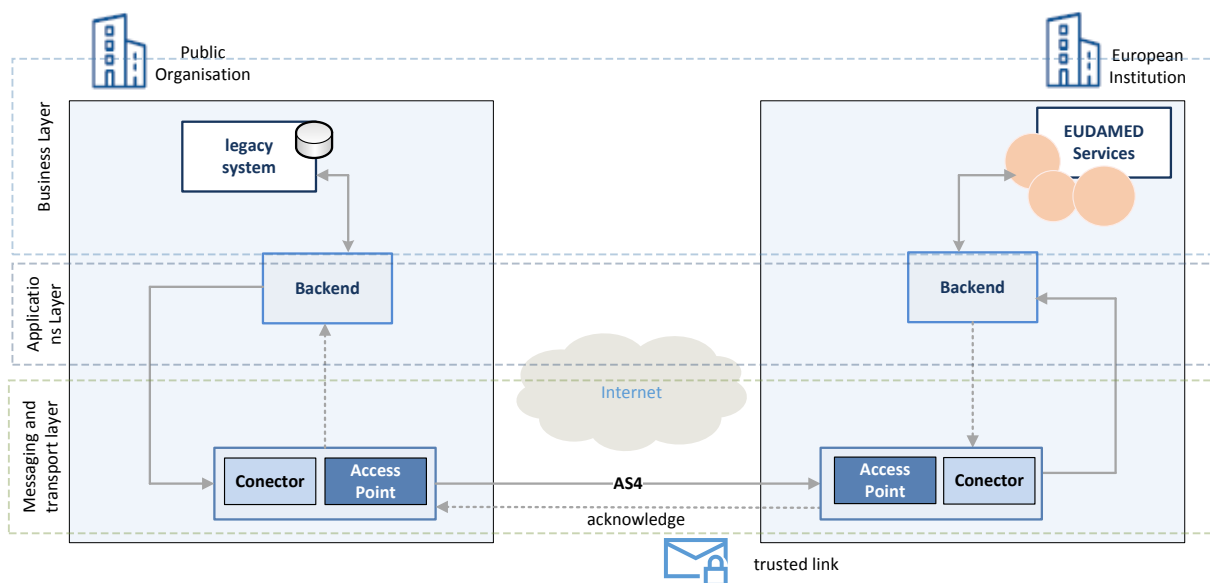 Public
Organisation
European
Institution
Business Layer
legacy
system
EUDAMED
Services
Applicatio
ns Layer
Backend
Backend
Internet
Messaging and
transport layer
Conector
Access
Point
AS4
acknowledge
Access
Point
Conector
trusted link